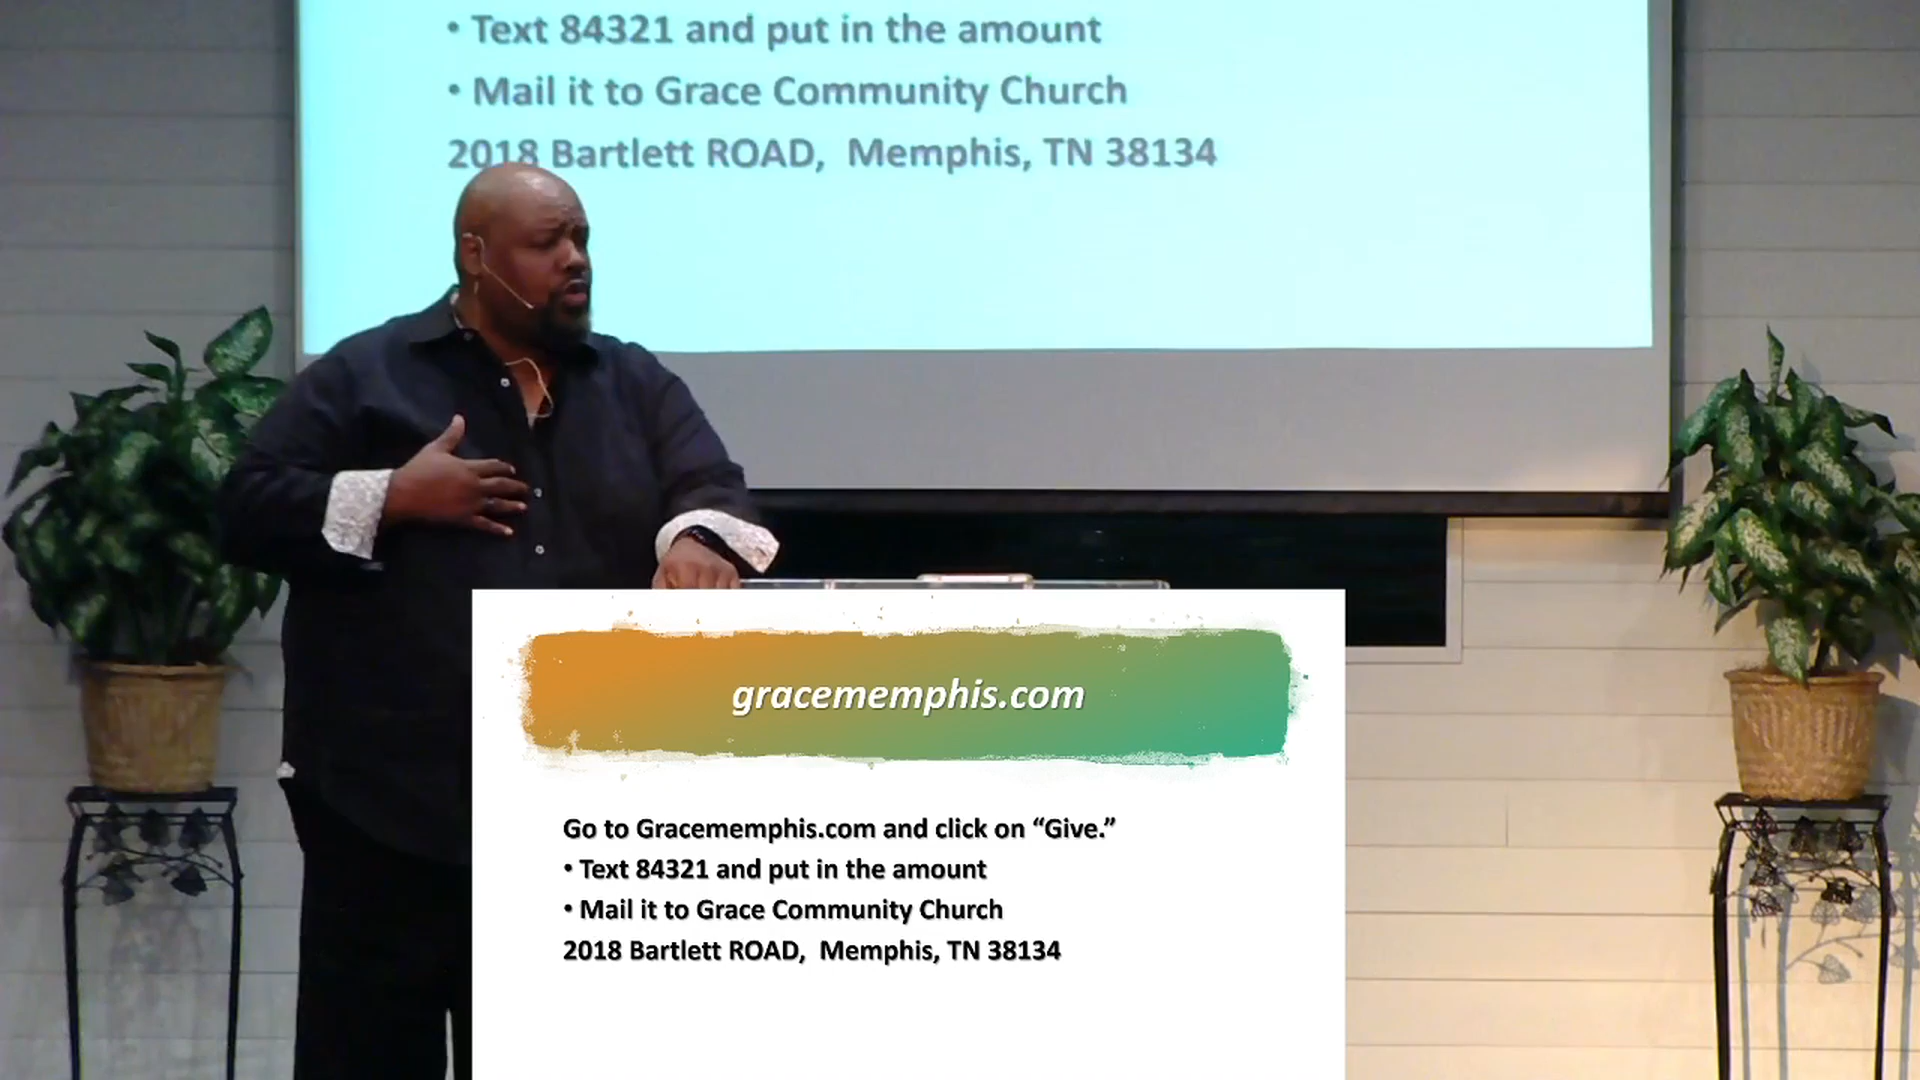 • Text 84321 and put in the amount
• Mail it to Grace Community Church
2018 Bartlett ROAD,  Memphis, TN 38134
gracememphis.com
Go to Gracememphis.com and click on “Give.”
• Text 84321 and put in the amount
• Mail it to Grace Community Church
2018 Bartlett ROAD,  Memphis, TN 38134